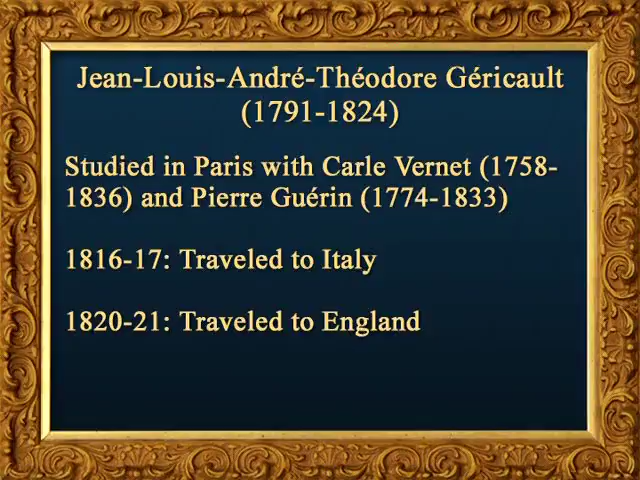 Jean-Louis-André-Théodore Géricault
(1791-1824)
Studied in Paris with Carle Vernet (1758-
1836) and Pierre Guérin (1774-1833)
1816-17: Traveled to Italy
1820-21: Traveled to England